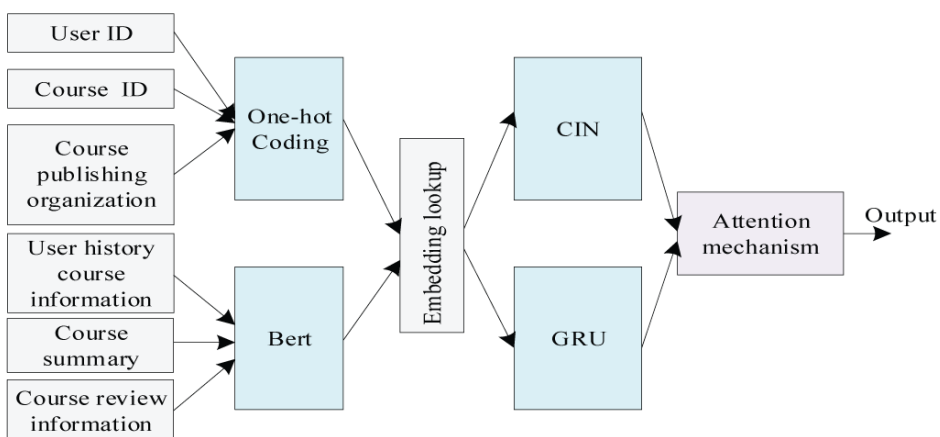 User ID
Course ID
Course
publishing
organization
User history
course
information
Course
summary
Course review
information
One-hot
Coding
Bert
Embedding lookup
CIN
GRU
Attention
mechanism
Output